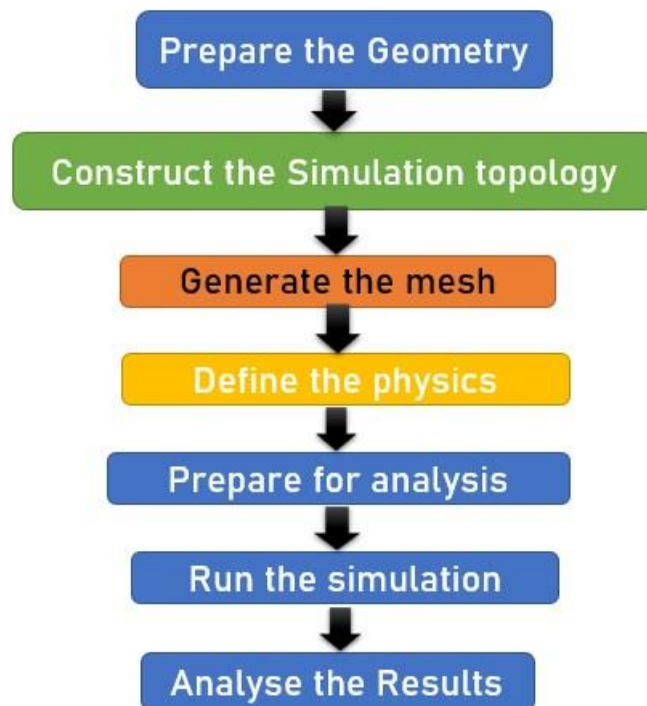 Prepare the Geometry
Construct the Simulation topology
Generate the mesh
Define the physics
Prepare for analysis
Run the simulation
Analyse the Results